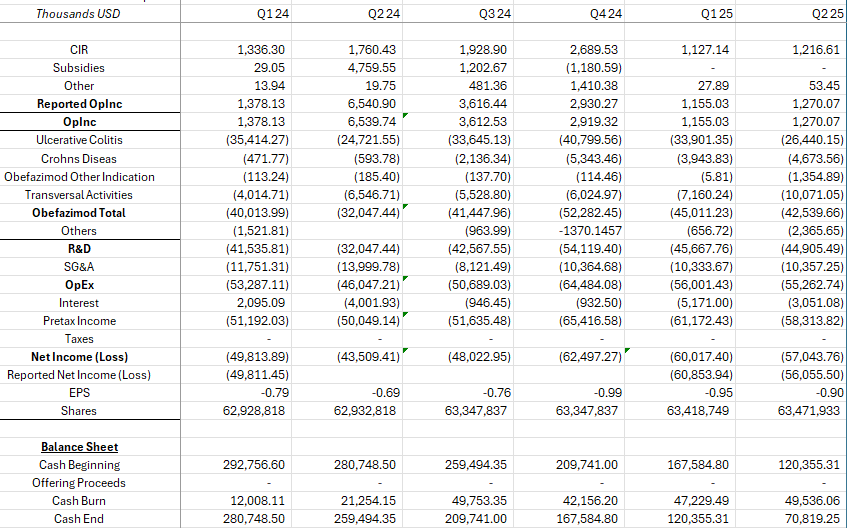 Thousands USD Q1 24 Q2 24 Q3 24 Q4 24 Q1 25 Q2 25
CIR 1,336.30 1,760.43 1,928.90 2,689.53 1,127.14 1,216.61
Subsidies 29.05 4,759.55 1,202.67 (1,180.59) - -
Other 13.94 19.75 481.36 1,410.38 27.89 53.45
Reported OpInc 1,378.13 6,540.90 3,616.44 2,930.27 1,155.03 1,270.07
OpInc 1,378.13 6,539.74 3,612.53 2,919.32 1,155.03 1,270.07
Ulcerative Colitis (35,414.27) (24,721.55) (33,645.13) (40,799.56) (33,901.35) (26,440.15)
Crohns Diseas (471.77) (593.78) (2,136.34) (5,343.46) (3,943.83) (4,673.56)
Obefazimod Other Indication (113.24) (185.40) (137.70) (114.46) (5.81) (1,354.89)
Transversal Activities (4,014.71) (6,546.71) (5,528.80) (6,024.97) (7,160.24) (10,071.05)
Obefazimod Total (40,013.99) (32,047.44) (41,447.96) (52,282.45) (45,011.23) (42,539.66)
Others (1,521.81) (963.99) -1370.1457 (656.72) (2,365.65)
R&D (41,535.81) (32,047.44) (42,567.55) (54,119.40) (45,667.76) (44,905.49)
SG&A (11,751.31) (13,999.78) (8,121.49) (10,364.68) (10,333.67) (10,357.25)
OpEx (53,287.11) (46,047.21) (50,689.03) (64,484.08) (56,001.43) (55,262.74)
Interest 2,095.09 (4,001.93) (946.45) (932.50) (5,171.00) (3,051.08)
Pretax Income (51,192.03) (50,049.14) (51,635.48) (65,416.58) (61,172.43) (58,313.82)
Taxes - - - - - -
Net Income (Loss) (49,813.89) (43,509.41) (48,022.95) (62,497.27) (60,017.40) (57,043.76)
Reported Net Income (Loss) (49,811.45) (60,853.94) (56,055.50)
EPS -0.79 -0.69 -0.76 -0.99 -0.95 -0.90
Shares 62,928,818 62,932,818 63,347,837 63,347,837 63,418,749 63,471,933
Balance Sheet
Cash Beginning 292,756.60 280,748.50 259,494.35 209,741.00 167,584.80 120,355.31
Offering Proceeds - - - - - -
Cash Burn 12,008.11 21,254.15 49,753.35 42,156.20 47,229.49 49,536.06
Cash End 280,748.50 259,494.35 209,741.00 167,584.80 120,355.31 70,819.25